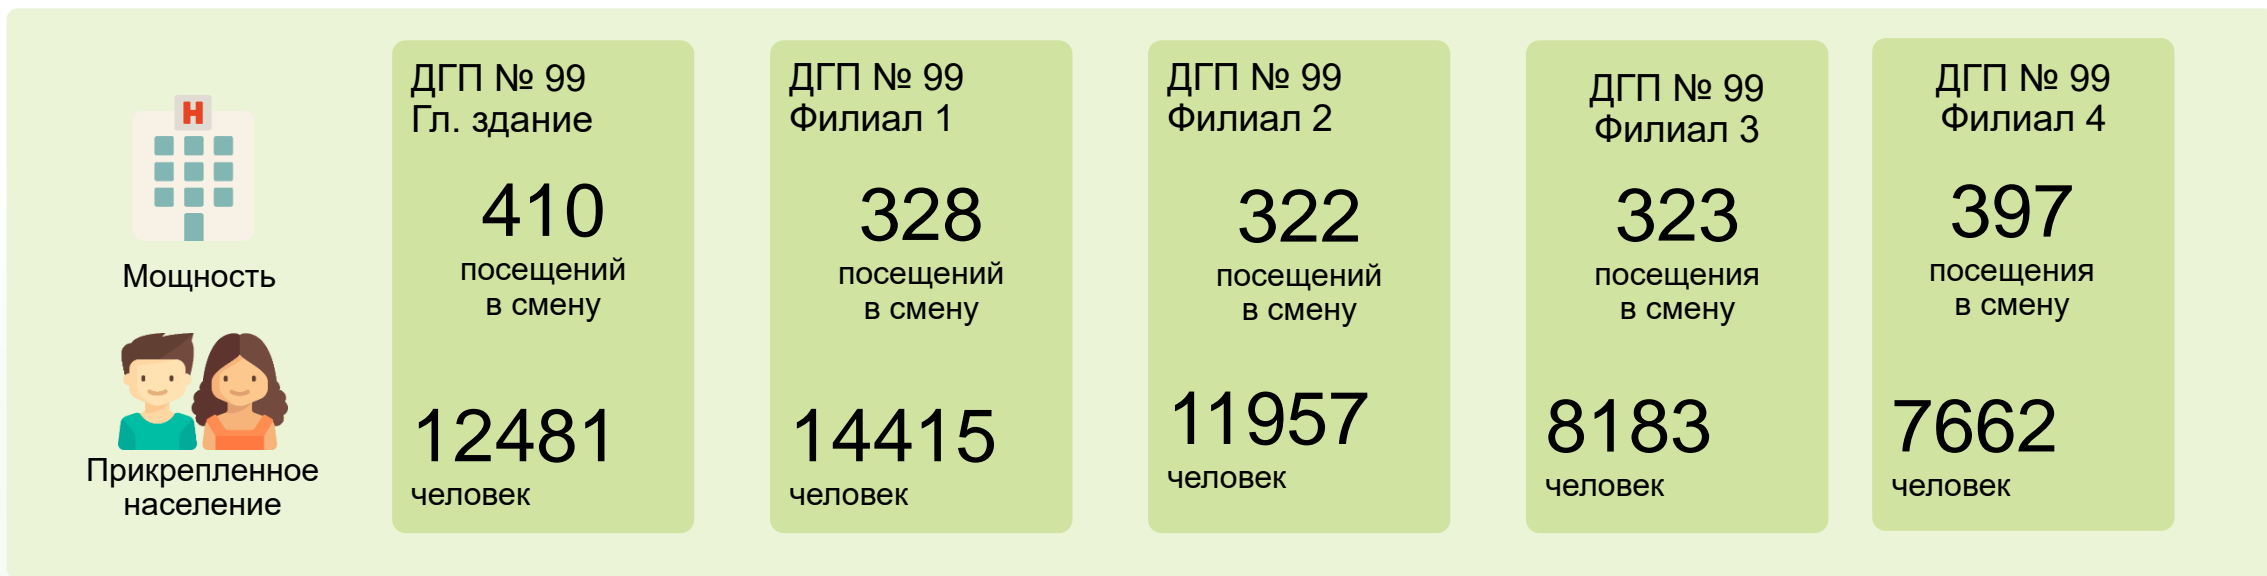 H
Мощность
Прикрепленное
население
ДГП № 99
Гл. здание
410
посещений
в смену
12481
человек
ДГП № 99
Филиал 1
328
посещений
в смену
14415
человек
ДГП № 99
Филиал 2
322
посещений
в смену
11957
человек
ДГП № 99
Филиал 3
323
посещения
в смену
8183
человек
ДГП № 99
Филиал 4
397
посещения
в смену
7662
человек